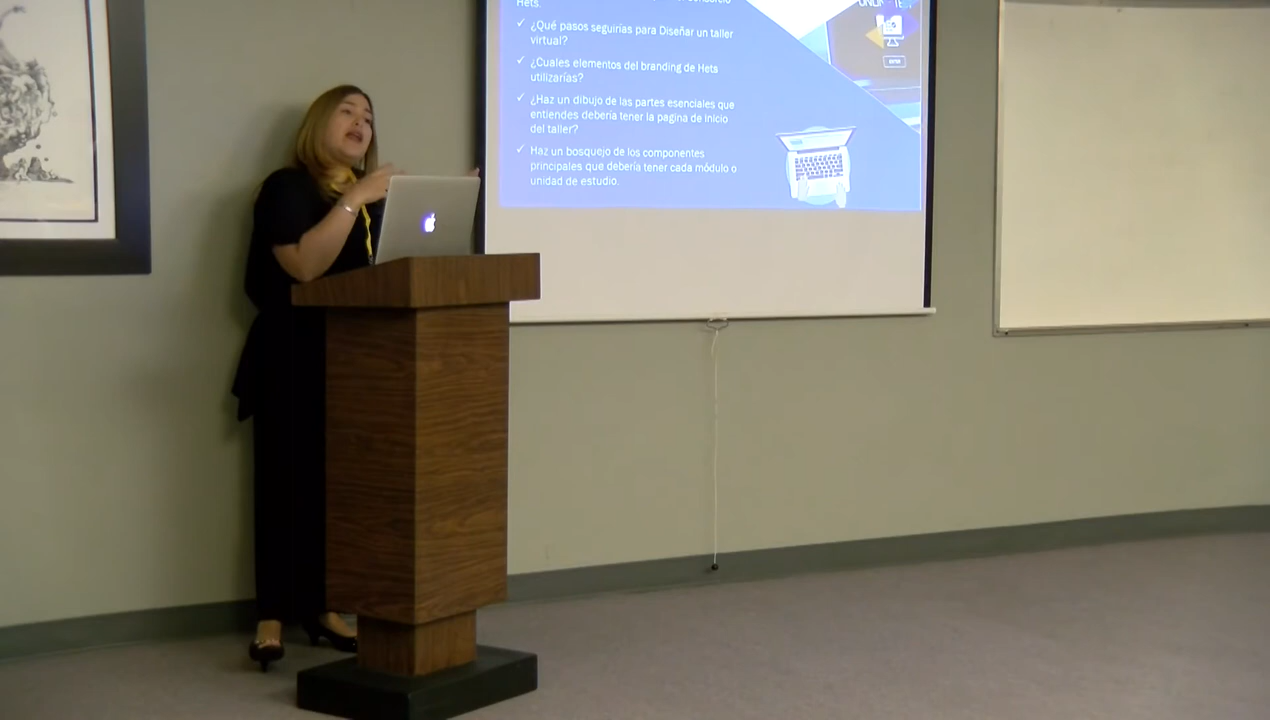 Hets.
✓ ¿Qué pasos seguirías para Diseñar un taller
virtual?
✓ ¿Cuales elementos del branding de Hets
utilizarías?
✓ ¿Haz un dibujo de las partes esenciales que
entiendes debería tener la pagina de inicio
del taller?
✓ Haz un bosquejo de los componentes
principales que debería tener cada módulo o
unidad de estudio.